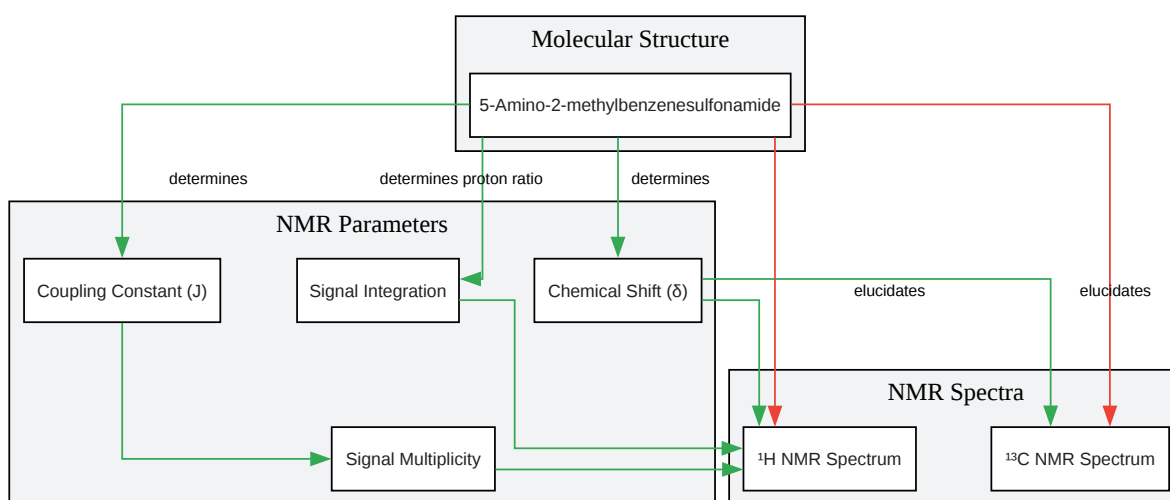 Molecular Structure
5-Amino-2-methylbenzenesulfonamide
determines
determines proton ratio
determines
NMR Parameters
Coupling Constant (J)
Signal Integration
Chemical Shift (δ)
elucidates
elucidates
NMR Spectra
Signal Multiplicity
¹H NMR Spectrum
¹³C NMR Spectrum